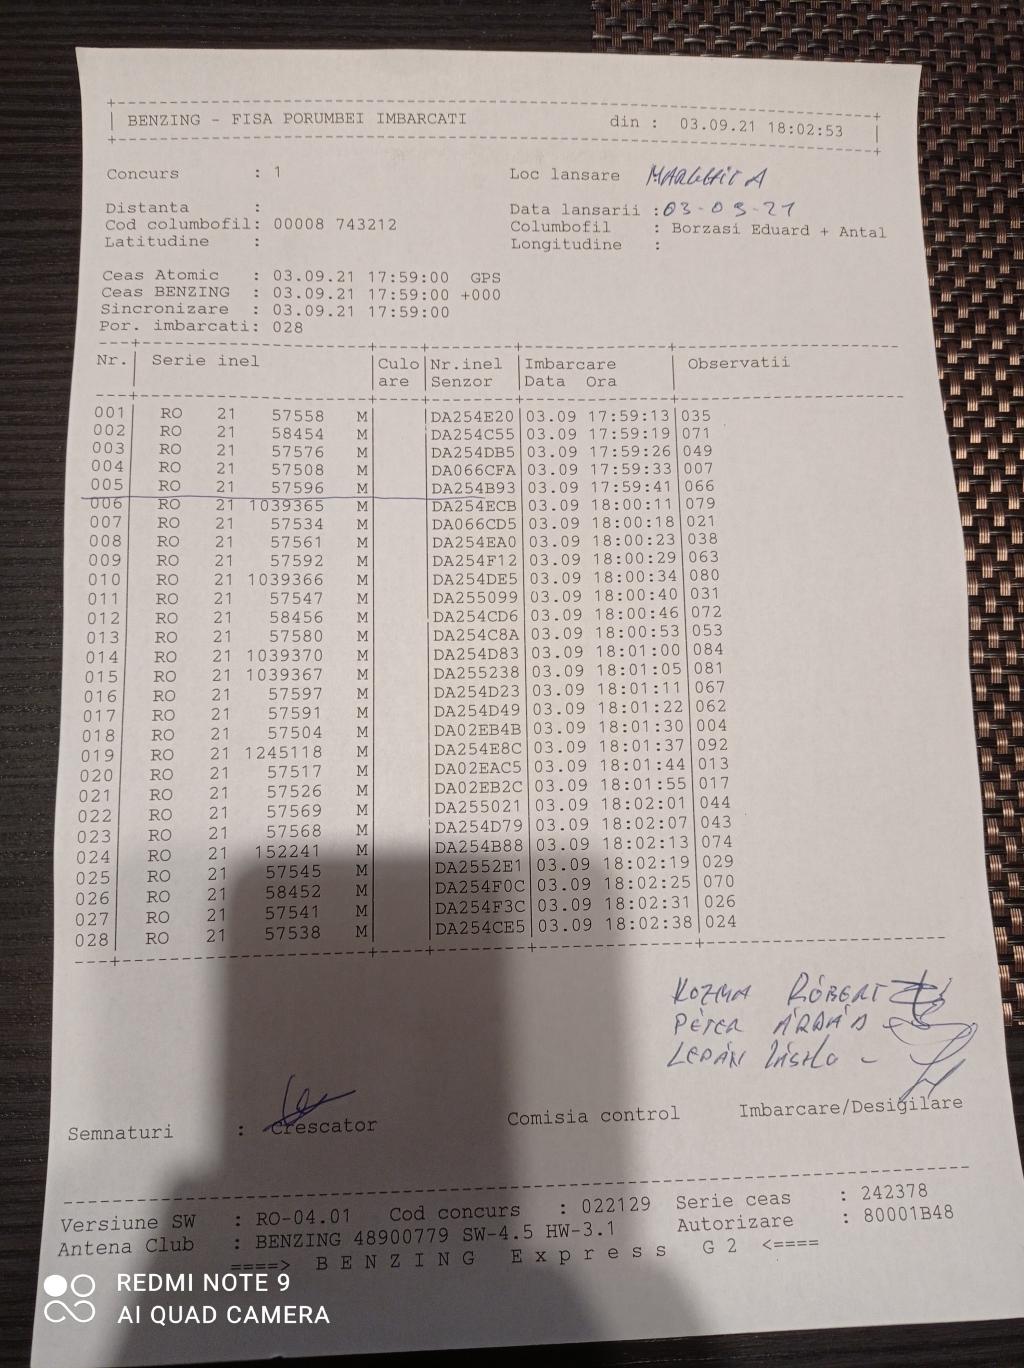 BENZING - FISA PORUMBEI IMBARCATI din : 03.09.21 18:02:53
Concurs : 1 Loc lansare
Distanta : Data lansarii : 03-09-21
Cod columbofil: 00008 743212 Columbofil : Borzasi Eduard + Antal
Latitudine : Longitudine :
Ceas Atomic : 03.09.21 17:59:00 GPS
Ceas BENZING : 03.09.21 17:59:00 +000
Sincronizare : 03.09.21 17:59:00
Por. imbarcati: 028
Nr. Serie inel Culo Nr.inel Imbarcare Observatii
are Senzor Data Ora
001 RO 21 57558 M DA254E20 03.09 17:59:13 035
002 RO 21 58454 M DA254C55 03.09 17:59:19 071
003 RO 21 57576 M DA254DB5 03.09 17:59:26 049
004 RO 21 57508 M DA066CFA 03.09 17:59:33 007
005 RO 21 57596 M DA254B93 03.09 17:59:41 066
006 RO 21 1039365 M DA254ECB 03.09 18:00:11 079
007 RO 21 57534 M DA066CD5 03.09 18:00:18 021
008 RO 21 57561 M DA254EA0 03.09 18:00:23 038
009 RO 21 57592 M DA254F12 03.09 18:00:29 063
010 RO 21 1039366 M DA254DE5 03.09 18:00:34 080
011 RO 21 57547 M DA255099 03.09 18:00:40 031
012 RO 21 58456 M DA254CD6 03.09 18:00:46 072
013 RO 21 57580 M DA254C8A 03.09 18:00:53 053
014 RO 21 1039370 M DA254D83 03.09 18:01:00 084
015 RO 21 1039367 M DA255238 03.09 18:01:05 081
016 RO 21 57597 M DA254D23 03.09 18:01:11 067
017 RO 21 57591 M DA254D49 03.09 18:01:22 062
018 RO 21 57504 M DA02EB4B 03.09 18:01:30 004
019 RO 21 1245118 M DA254E8C 03.09 18:01:37 092
020 RO 21 57517 M DA02EAC5 03.09 18:01:44 013
021 RO 21 57526 M DA02EB2C 03.09 18:01:55 017
022 RO 21 57569 M DA255021 03.09 18:02:01 044
023 RO 21 57568 M DA254D79 03.09 18:02:07 043
024 RO 21 152241 M DA254B88 03.09 18:02:13 074
025 RO 21 57545 M DA2552E1 03.09 18:02:19 029
026 RO 21 58452 M DA254F0C 03.09 18:02:25 070
027 RO 21 57541 M DA254F3C 03.09 18:02:31 026
028 RO 21 57538 M DA254CE5 03.09 18:02:38 024
KOZMA RÓBERT
PÉTER ÁRPÁD
LÁSZLO
Semnaturi : Crescator Comisia control Imbarcare/Desigilare
Versiune SW : RO-04.01 Cod concurs : 022129 Serie ceas : 242378
Antena Club : BENZING 48900779 SW-4.5 HW-3.1 Autorizare : 80001B48
====> B E N Z I N G E x p r e s s G 2 <====
REDMI NOTE 9
AI QUAD CAMERA